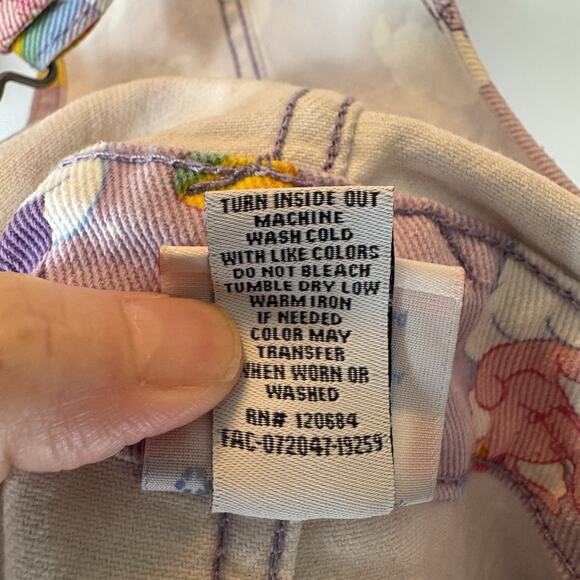 TURN INSIDE OUT
MACHINE
WASH COLD
WITH LIKE COLORS
DO NOT BLEACH
TUMBLE DRY LOW
WARM IRON
IF NEEDED
COLOR MAY
TRANSFER
WHEN WORN OR
WASHED
RN# 120684
FAC-072047-19259